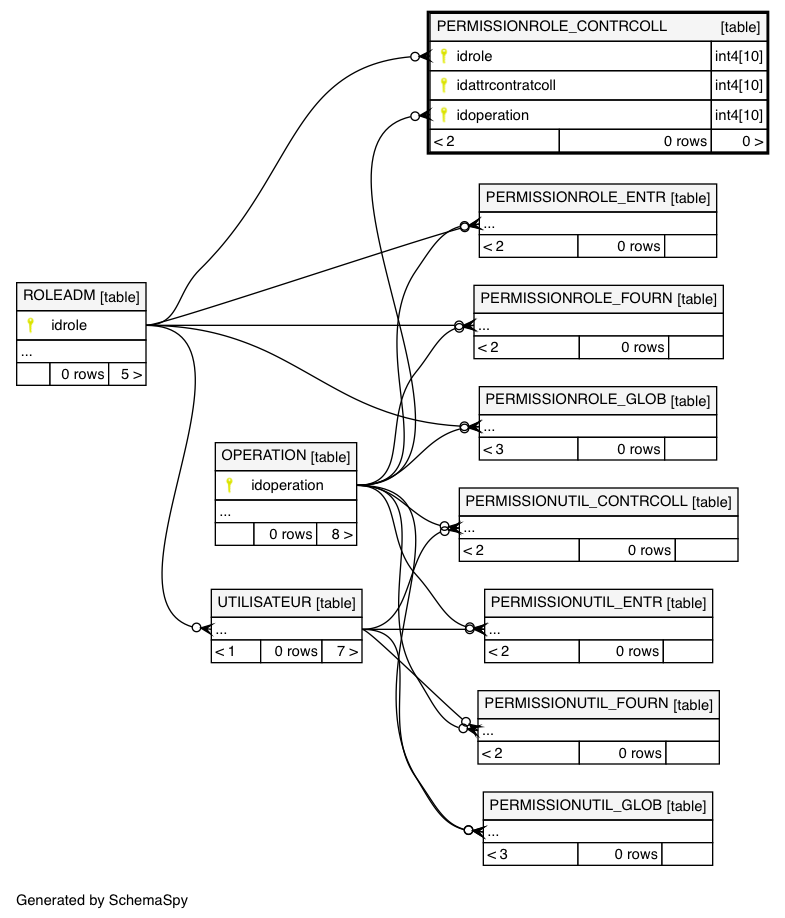 PERMISSIONROLE_CONTRCOLL [table]
idrole int4[10]
idattrcontratcoll int4[10]
idoperation int4[10]
< 2 0 rows 0 >
PERMISSIONROLE_ENTR [table]
...
< 2 0 rows
ROLEADM [table]
idrole
...
0 rows 5 >
PERMISSIONROLE_FOURN [table]
...
< 2 0 rows
PERMISSIONROLE_GLOB [table]
...
< 3 0 rows
OPERATION [table]
idoperation
...
0 rows 8 >
PERMISSIONUTIL_CONTRCOLL [table]
...
< 2 0 rows
UTILISATEUR [table]
...
< 1 0 rows 7 >
PERMISSIONUTIL_ENTR [table]
...
< 2 0 rows
PERMISSIONUTIL_FOURN [table]
...
< 2 0 rows
PERMISSIONUTIL_GLOB [table]
...
< 3 0 rows
Generated by SchemaSpy